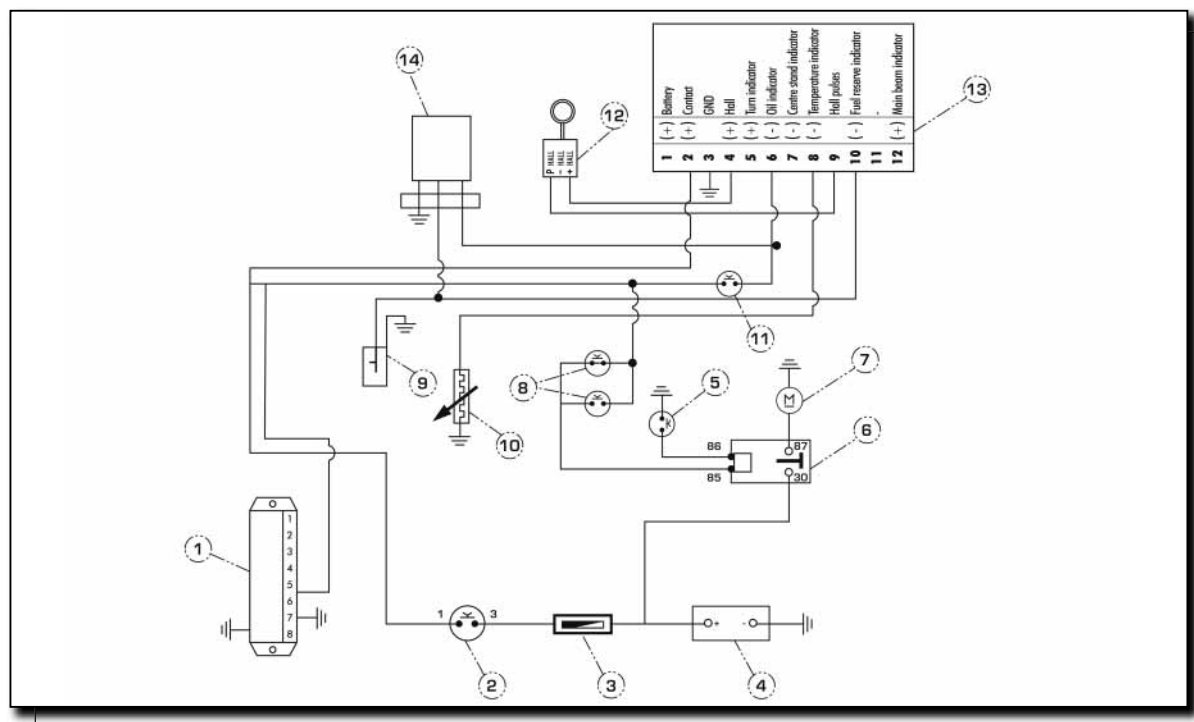 14
12
13
P HALL
- HALL
+ HALL
1 (+) Battery
2 (+) Contact
3 GND
4 (+) Hall
5 (+) Turn indicator
6 (-) Oil indicator
7 (-) Centre stand indicator
8 (-) Temperature indicator
9 Hall pulses
10 (-) Fuel reserve indicator
11 -
12 (+) Main beam indicator
11
9
10
8
5
7
M
6
86
87
85
30
1
1
2
3
4
5
6
7
8
1
3
+
-
2
3
4